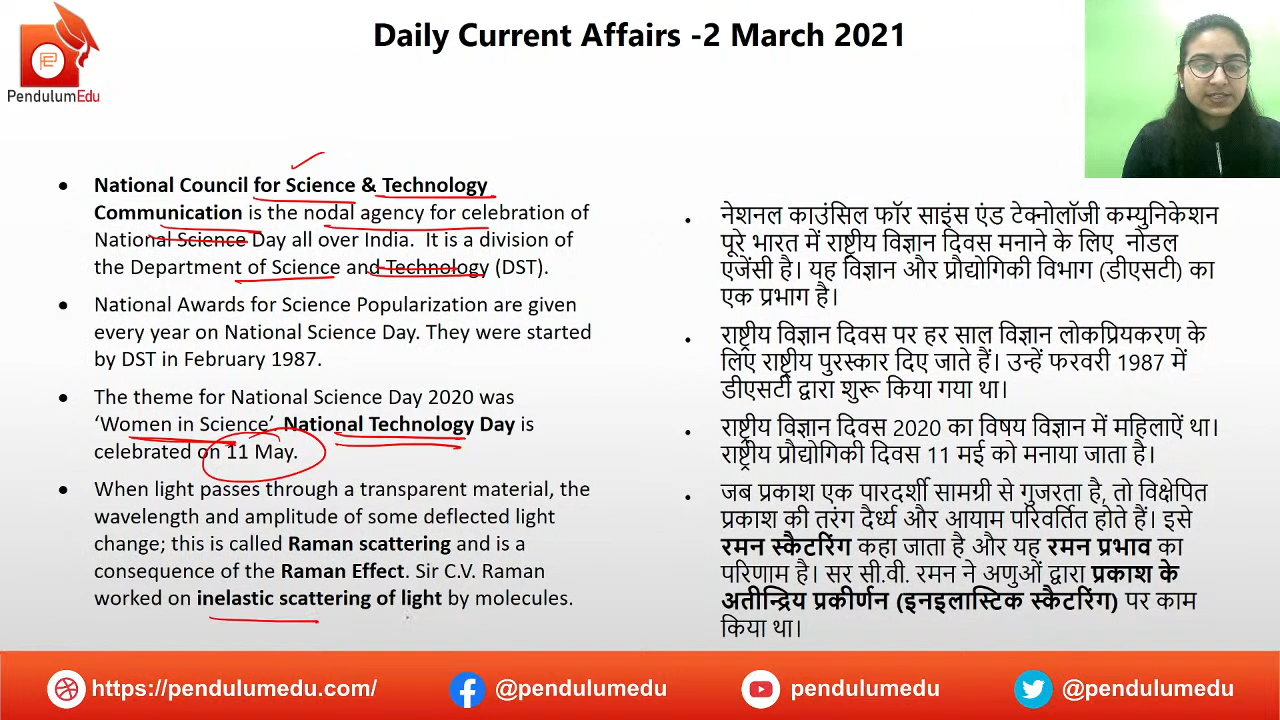 Daily Current Affairs -2 March 2021
PendulumEdu
National Council for Science & Technology
Communication is the nodal agency for celebration of
National Science Day all over India. It is a division of
the Department of Science and Technology (DST).
National Awards for Science Popularization are given
every year on National Science Day. They were started
by DST in February 1987.
The theme for National Science Day 2020 was
‘Women in Science’. National Technology Day is
celebrated on 11 May.
When light passes through a transparent material, the
wavelength and amplitude of some deflected light
change; this is called Raman scattering and is a
consequence of the Raman Effect. Sir C.V. Raman
worked on inelastic scattering of light by molecules.
नेशनल काउंसिल फॉर साइंस एंड टेक्नोलॉजी कम्युनिकेशन
पूरे भारत में राष्ट्रीय विज्ञान दिवस मनाने के लिए नोडल
एजेंसी है। यह विज्ञान और प्रौद्योगिकी विभाग (डीएसटी) का
एक प्रभाग है।
राष्ट्रीय विज्ञान दिवस पर हर साल विज्ञान लोकप्रियकरण के
लिए राष्ट्रीय पुरस्कार दिए जाते हैं। उन्हें फरवरी 1987 में
डीएसटी द्वारा शुरू किया गया था।
राष्ट्रीय विज्ञान दिवस 2020 का विषय विज्ञान में महिलाऐं था।
राष्ट्रीय प्रौद्योगिकी दिवस 11 मई को मनाया जाता है।
जब प्रकाश एक पारदर्शी सामग्री से गुजरता है, तो विक्षेपित
प्रकाश की तरंग दैर्ध्य और आयाम परिवर्तित होते हैं। इसे
रमन स्कैटरिंग कहा जाता है और यह रमन प्रभाव का
परिणाम है। सर सी.वी. रमन ने अणुओं द्वारा प्रकाश के
अतीन्द्रिय प्रकीर्णन (इनइलास्टिक स्कैटरिंग) पर काम
किया था।
https://pendulumedu.com/
@pendulumedu
pendulumedu
@pendulumedu